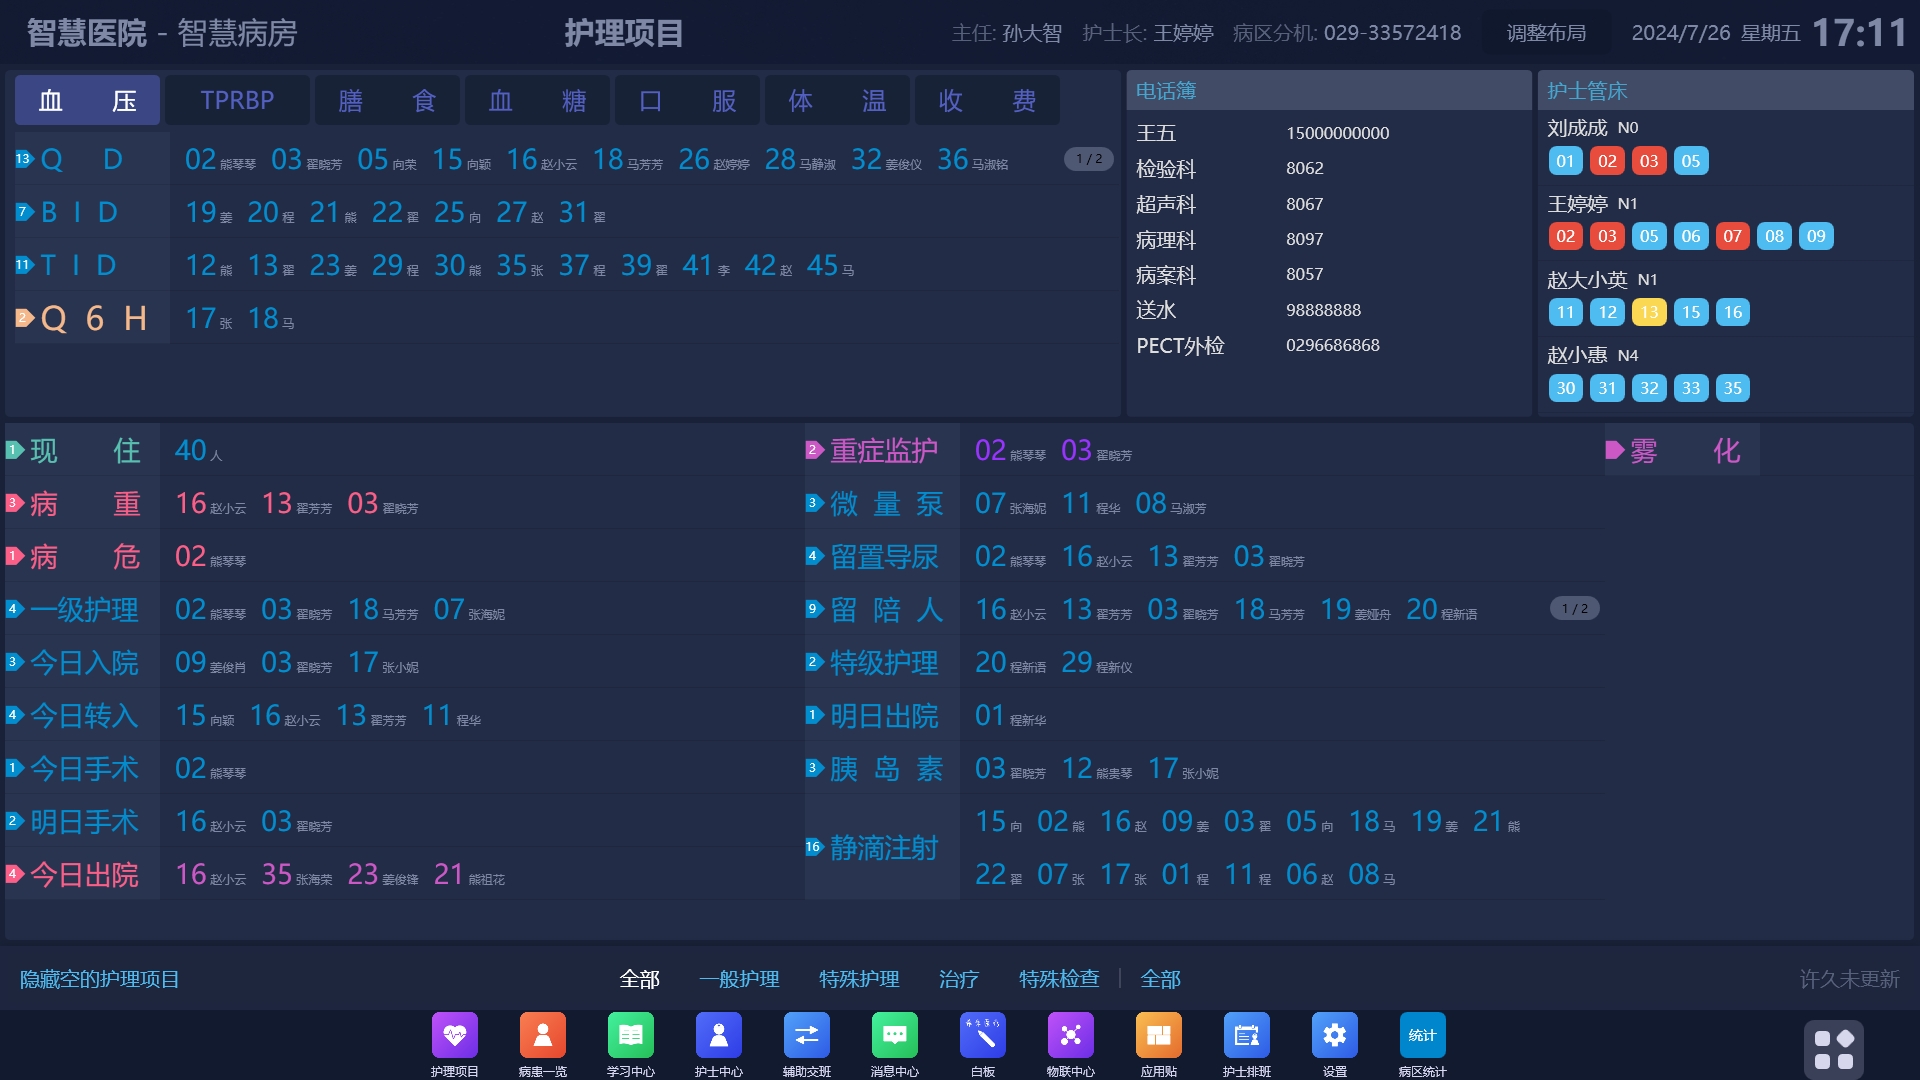 智慧医院 - 智慧病房 护理项目 主任: 孙大智 护士长: 王婷婷 病区分机: 029-33572418 调整布局 2024/7/26 星期五 17:11
血 压 TPRBP 膳 食 血 糖 口 服 体 温 收 费
13 Q D 02 熊琴琴 03 翟晓芳 05 向荣 15 向颖 16 赵小云 18 马芳芳 26 赵婷婷 28 马静淑 32 姜俊仪 36 马淑铭 1 / 2
7 B I D 19 姜 20 程 21 熊 22 翟 25 向 27 赵 31 翟
11 T I D 12 熊 13 翟 23 姜 29 程 30 熊 35 张 37 程 39 翟 41 李 42 赵 45 马
2 Q 6 H 17 张 18 马
电话簿
王五 15000000000
检验科 8062
超声科 8067
病理科 8097
病案科 8057
送水 98888888
PECT外检 0296686868
护士管床
刘成成 N0
01 02 03 05
王婷婷 N1
02 03 05 06 07 08 09
赵大小英 N1
11 12 13 15 16
赵小惠 N4
30 31 32 33 35
1 现 住 40 人
3 病 重 16 赵小云 13 翟芳芳 03 翟晓芳
1 病 危 02 熊琴琴
4 一级护理 02 熊琴琴 03 翟晓芳 18 马芳芳 07 张海妮
3 今日入院 09 姜俊肖 03 翟晓芳 17 张小妮
4 今日转入 15 向颖 16 赵小云 13 翟芳芳 11 程华
1 今日手术 02 熊琴琴
2 明日手术 16 赵小云 03 翟晓芳
4 今日出院 16 赵小云 35 张海荣 23 姜俊锋 21 熊祖花
2 重症监护 02 熊琴琴 03 翟晓芳
3 微 量 泵 07 张海妮 11 程华 08 马淑芳
4 留置导尿 02 熊琴琴 16 赵小云 13 翟芳芳 03 翟晓芳
9 留 陪 人 16 赵小云 13 翟芳芳 03 翟晓芳 18 马芳芳 19 姜娅舟 20 程新语 1 / 2
2 特级护理 20 程新语 29 程新仪
1 明日出院 01 程新华
3 胰 岛 素 03 翟晓芳 12 熊贵琴 17 张小妮
16 静滴注射 15 向 02 熊 16 赵 09 姜 03 翟 05 向 18 马 19 姜 21 熊
22 翟 07 张 17 张 01 程 11 程 06 赵 08 马
雾 化
隐藏空的护理项目 全部 一般护理 特殊护理 治疗 特殊检查 全部 许久未更新
统计
护理项目 病患一览 学习中心 护士中心 辅助交班 消息中心 白板 物联中心 应用贴 护士排班 设置 病区统计